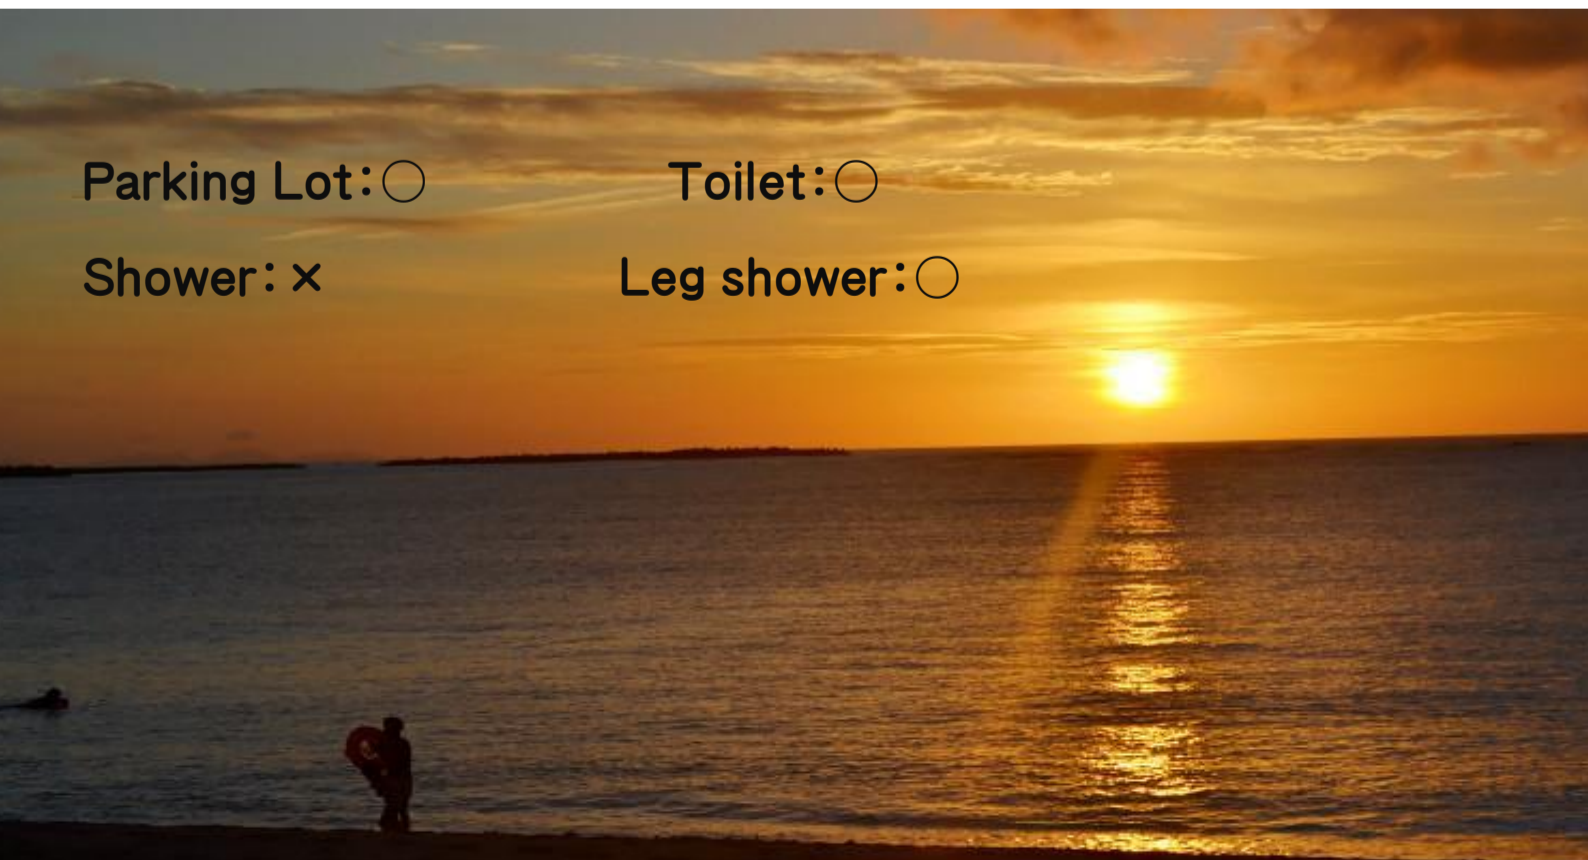 Parking Lot：○ Toilet：○
Shower：× Leg shower：○